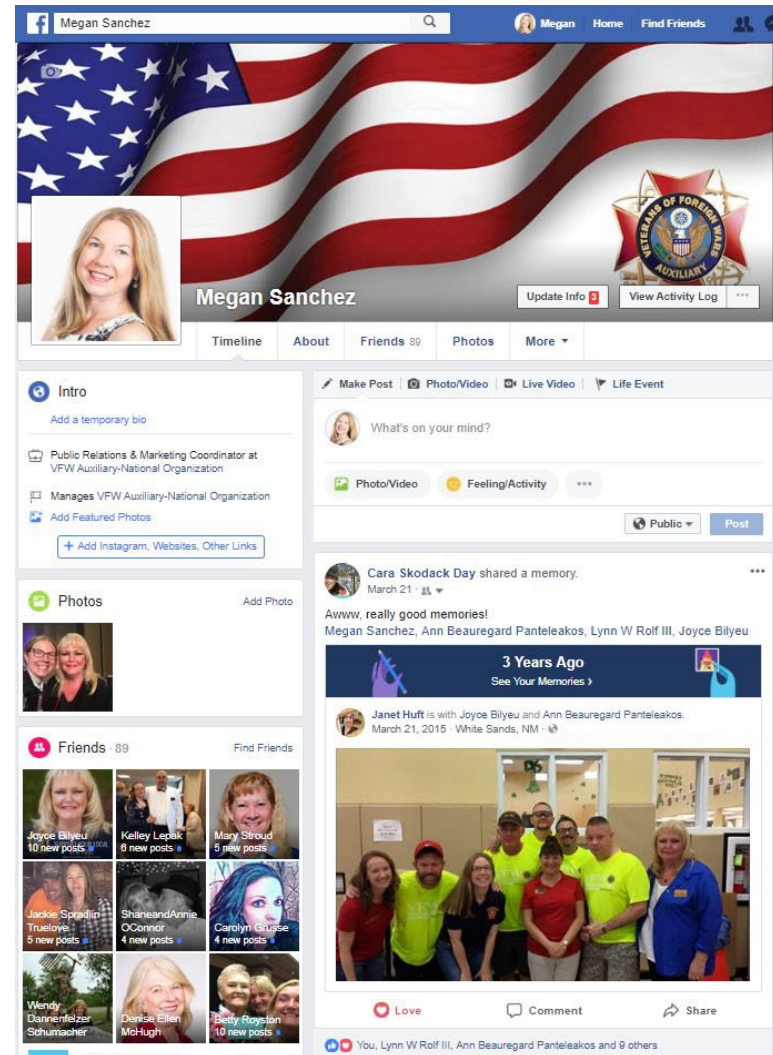 Megan Sanchez
Megan Home Find Friends
VETERANS OF FOREIGN WARS
AUXILIARY
Megan Sanchez
Update Info 3 View Activity Log
Timeline About Friends 89 Photos More
Intro
Add a temporary bio
Public Relations & Marketing Coordinator at
VFW Auxiliary-National Organization
Manages VFW Auxiliary-National Organization
Add Featured Photos
+ Add Instagram, Websites, Other Links
Photos Add Photo
Friends · 89 Find Friends
Joyce Bilyeu
10 new posts
Kelley Lepak
6 new posts
Mary Stroud
5 new posts
Jackie Spradlin
Truelove
5 new posts
ShaneandAnnie
OConnor
4 new posts
Carolyn Grusse
4 new posts
Wendy
Dannenfelzer
Schumacher
Denise Ellen
McHugh
Betty Royston
10 new posts
Make Post Photo/Video Live Video Life Event
What's on your mind?
Photo/Video Feeling/Activity
Public Post
Cara Skodack Day shared a memory.
March 21 ·
Awww, really good memories!
Megan Sanchez, Ann Beauregard Panteleakos, Lynn W Rolf III, Joyce Bilyeu
3 Years Ago
See Your Memories >
Janet Huft is with Joyce Bilyeu and Ann Beauregard Panteleakos.
March 21, 2015 · White Sands, NM ·
Love Comment Share
You, Lynn W Rolf III, Ann Beauregard Panteleakos and 9 others